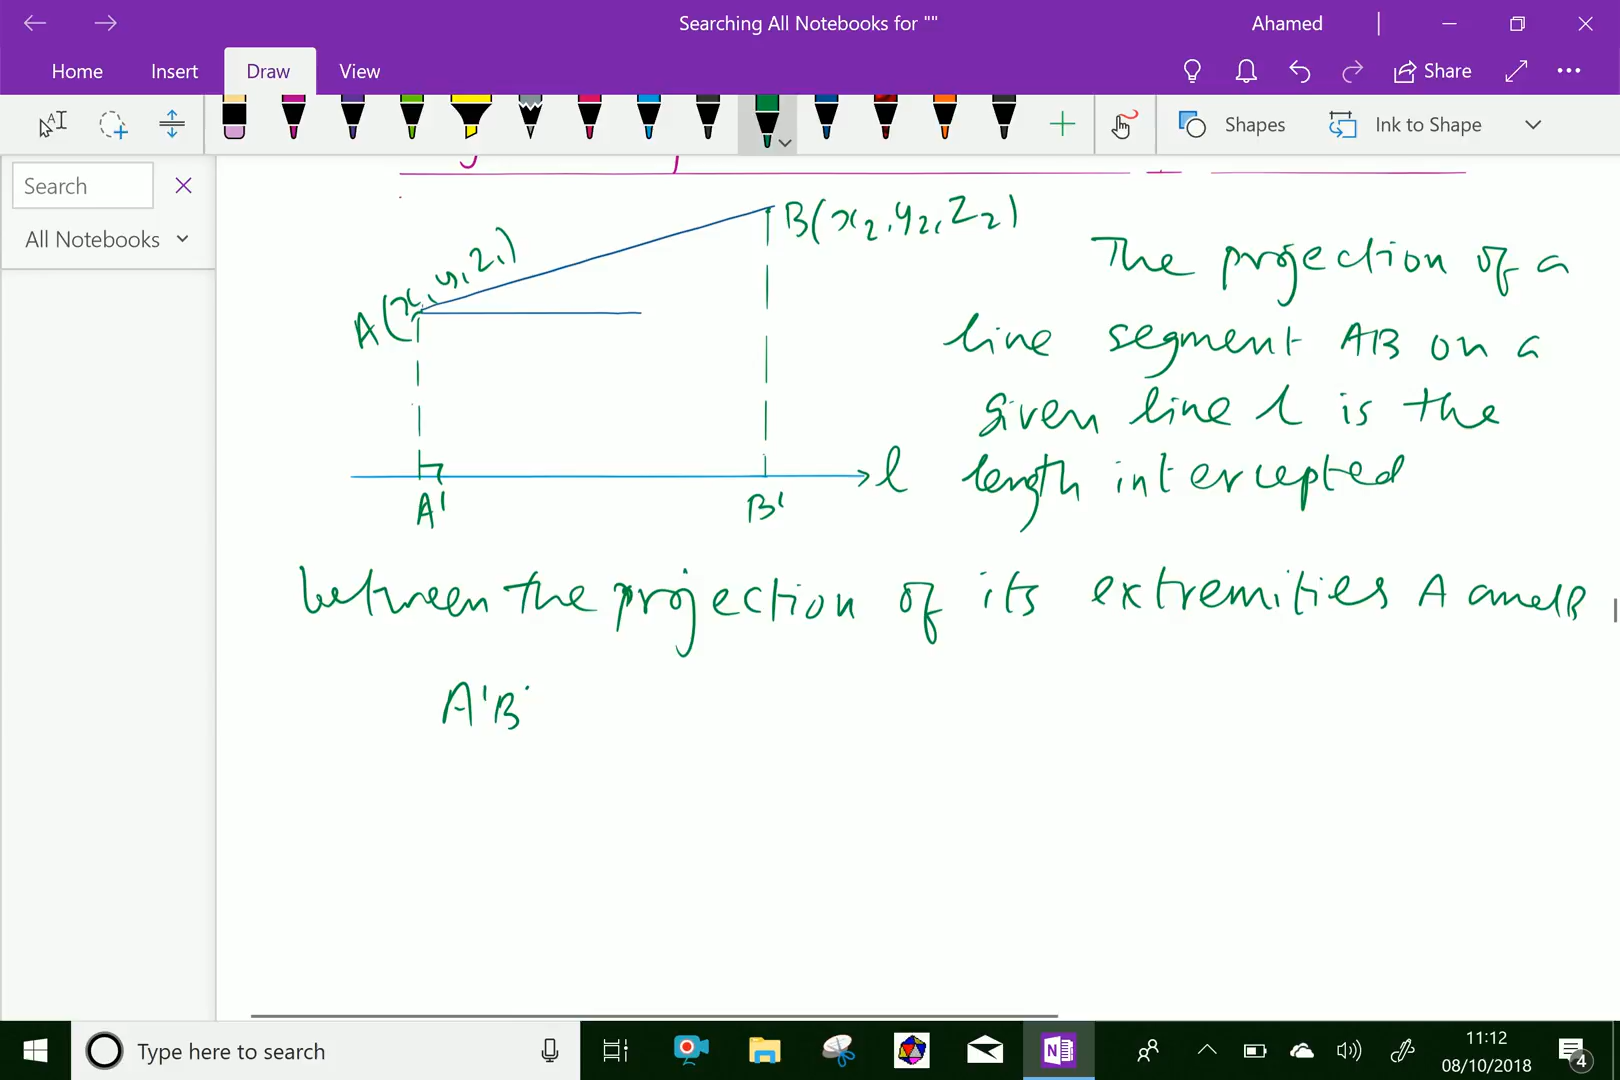 Searching All Notebooks for ""
Ahamed
Home Insert Draw View
Share
Shapes
Ink to Shape
Search
All Notebooks
A(x1,y1,z1)
B(x2,y2,z2)
A'
B'
l
The projection of a
line segment AB on a
given line l is the
length intercepted
between the projection of its extremities A and B
A'B'
Type here to search
11:12
08/10/2018
4